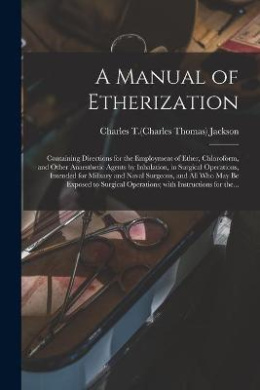 A Manual of
Etherization
Charles T.(Charles Thomas) Jackson
Containing Directions for the Employment of Ether, Chloroform,
and Other Anaesthetic Agents by Inhalation, in Surgical Operations,
Intended for Military and Naval Surgeons, and All Who May
Be Exposed to Surgical Operations; With Instructions for the...